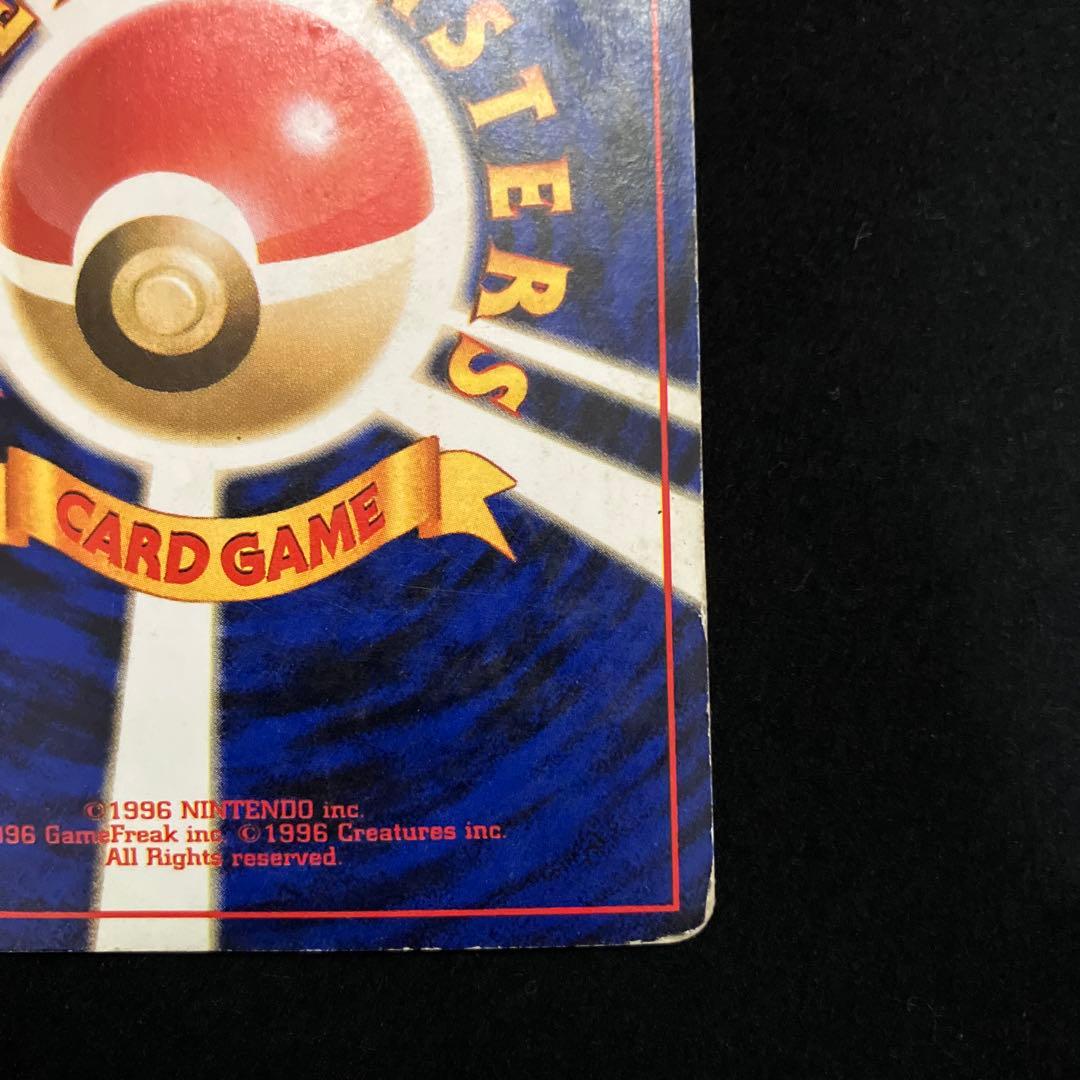 STERS
CARD GAME
©1996 NINTENDO inc.
96 GameFreak inc. ©1996 Creatures inc.
All Rights reserved.